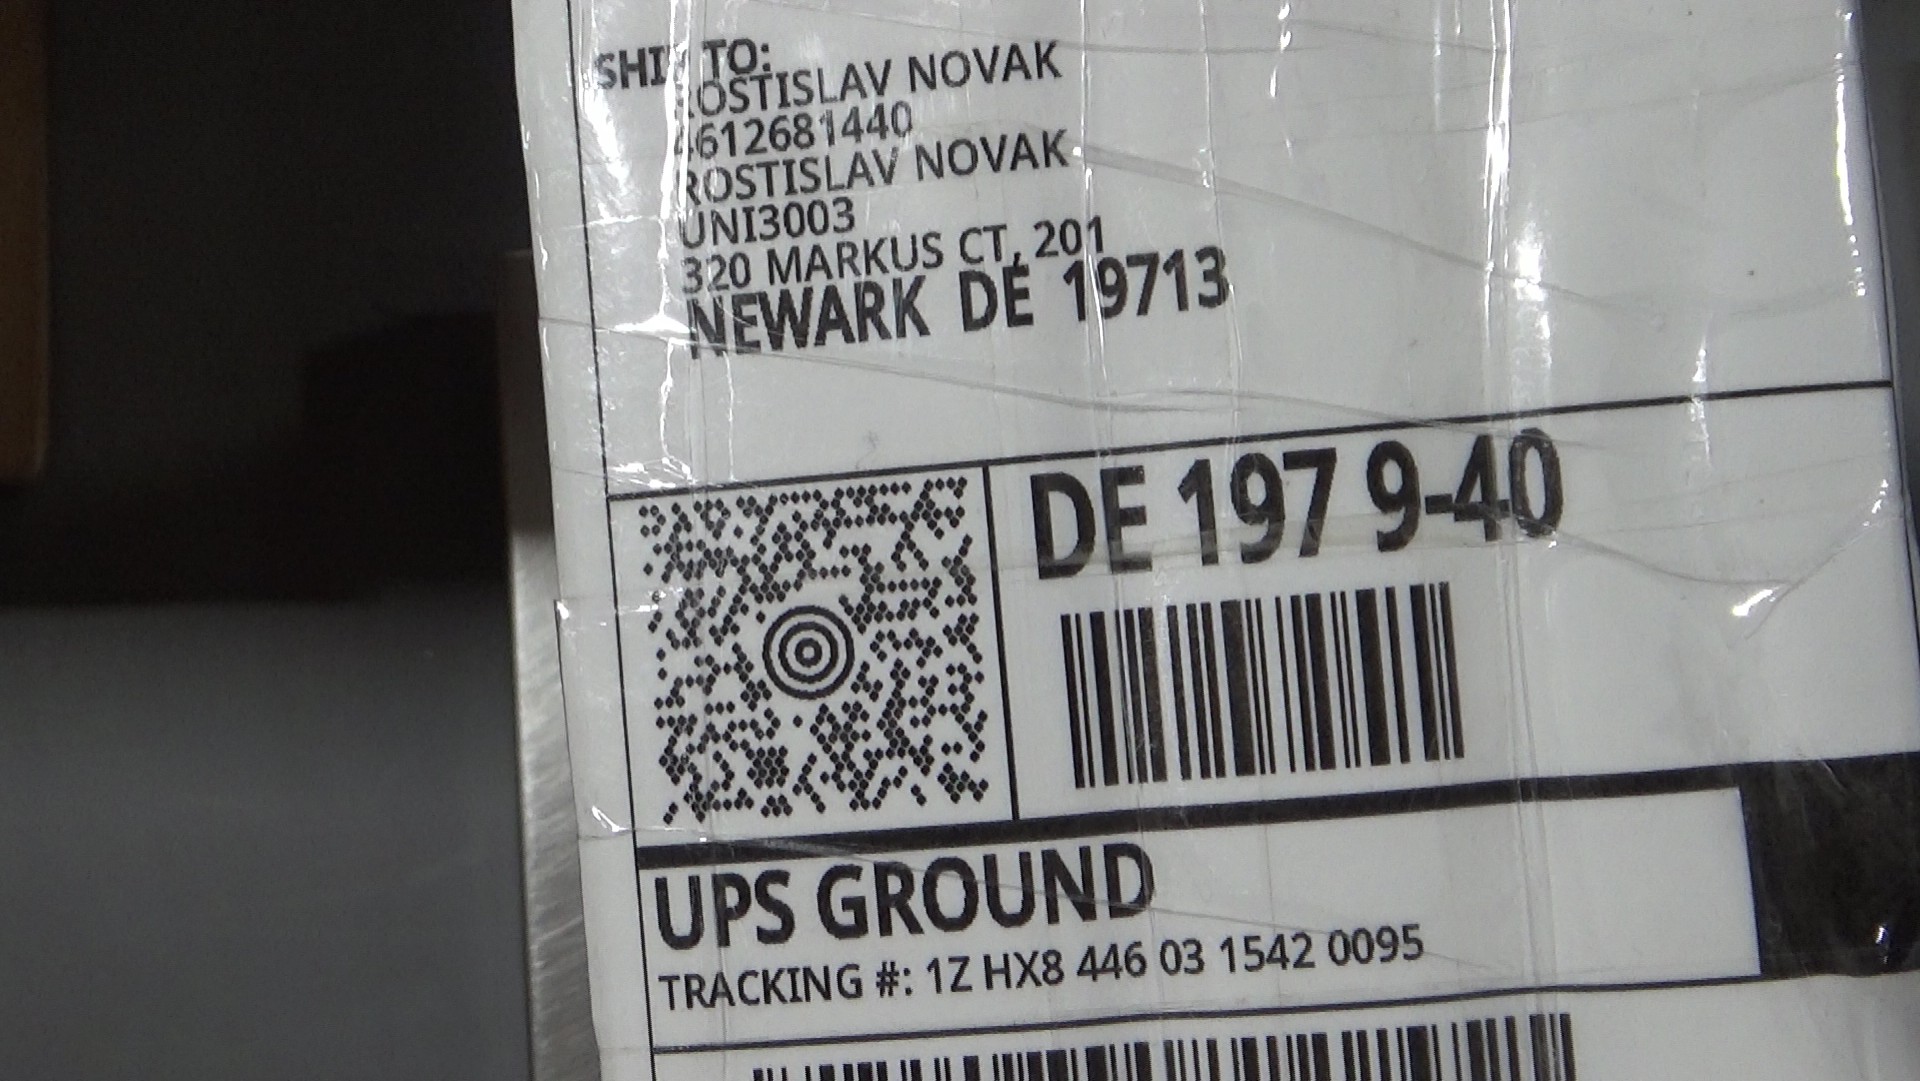 SHIP TO:
ROSTISLAV NOVAK
4612681440
ROSTISLAV NOVAK
UNI3003
320 MARKUS CT, 201
NEWARK DE 19713
DE 197 9-40
UPS GROUND
TRACKING #: 1Z HX8 446 03 1542 0095